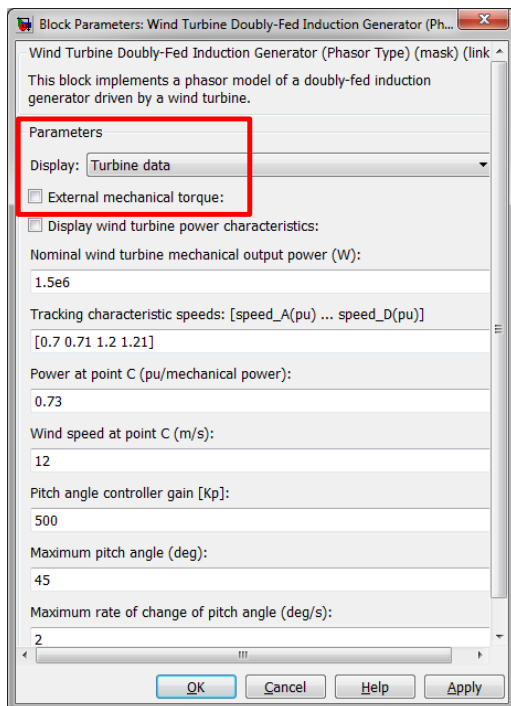 Block Parameters: Wind Turbine Doubly-Fed Induction Generator (Ph...
Wind Turbine Doubly-Fed Induction Generator (Phasor Type) (mask) (link
This block implements a phasor model of a doubly-fed induction
generator driven by a wind turbine.
Parameters
Display: Turbine data
External mechanical torque:
Display wind turbine power characteristics:
Nominal wind turbine mechanical output power (W):
1.5e6
Tracking characteristic speeds: [speed_A(pu) ... speed_D(pu)]
[0.7 0.71 1.2 1.21]
Power at point C (pu/mechanical power):
0.73
Wind speed at point C (m/s):
12
Pitch angle controller gain [Kp]:
500
Maximum pitch angle (deg):
45
Maximum rate of change of pitch angle (deg/s):
2
OK Cancel Help Apply